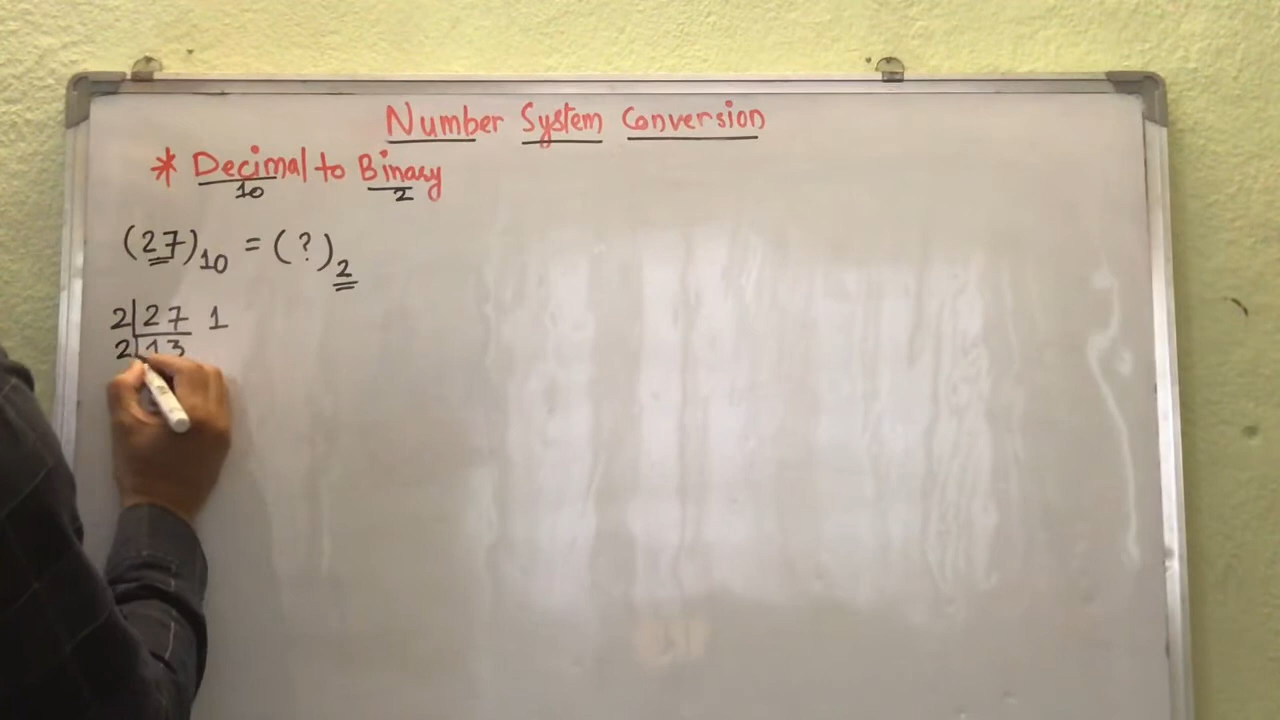 Number System Conversion
* Decimal to Binary
10 2
(27)10 = (?)2
2 27 1
2 13